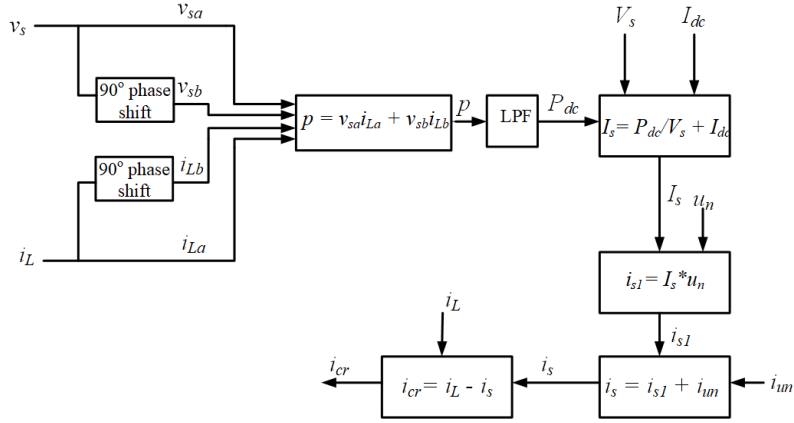 v_s
v_sa
90° phase
shift
v_sb
90° phase
shift
i_Lb
i_L
i_La
p = v_sa i_La + v_sb i_Lb
p
LPF
P_dc
V_s
I_dc
I_s = P_dc/V_s + I_dc
I_s
u_n
i_s1 = I_s*u_n
i_s1
i_L
i_cr
i_cr = i_L - i_s
i_s
i_s = i_s1 + i_un
i_un